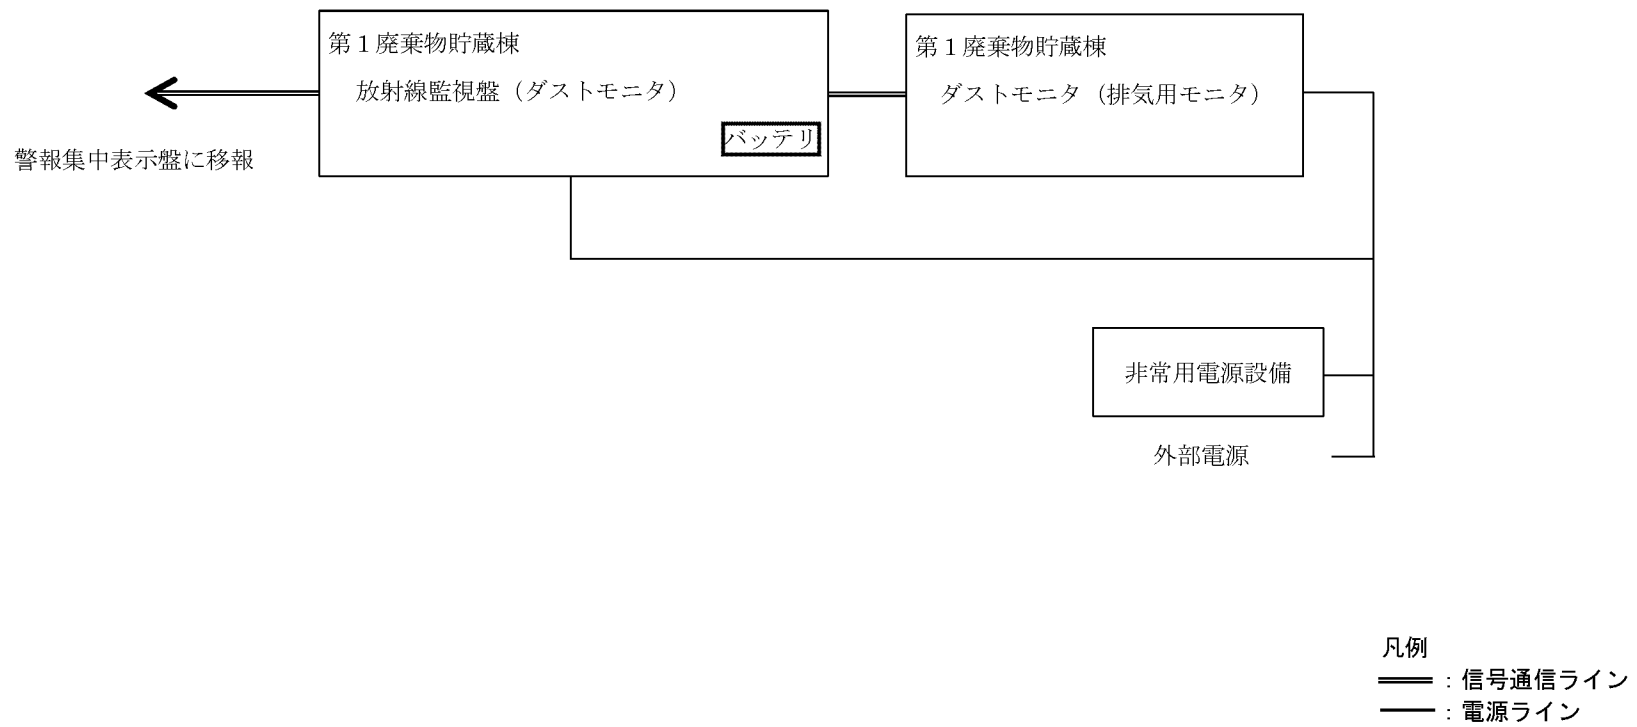 第１廃棄物貯蔵棟
放射線監視盤（ダストモニタ）
バッテリ
第１廃棄物貯蔵棟
ダストモニタ（排気用モニタ）
警報集中表示盤に移報
非常用電源設備
外部電源
凡例
：信号通信ライン
：電源ライン